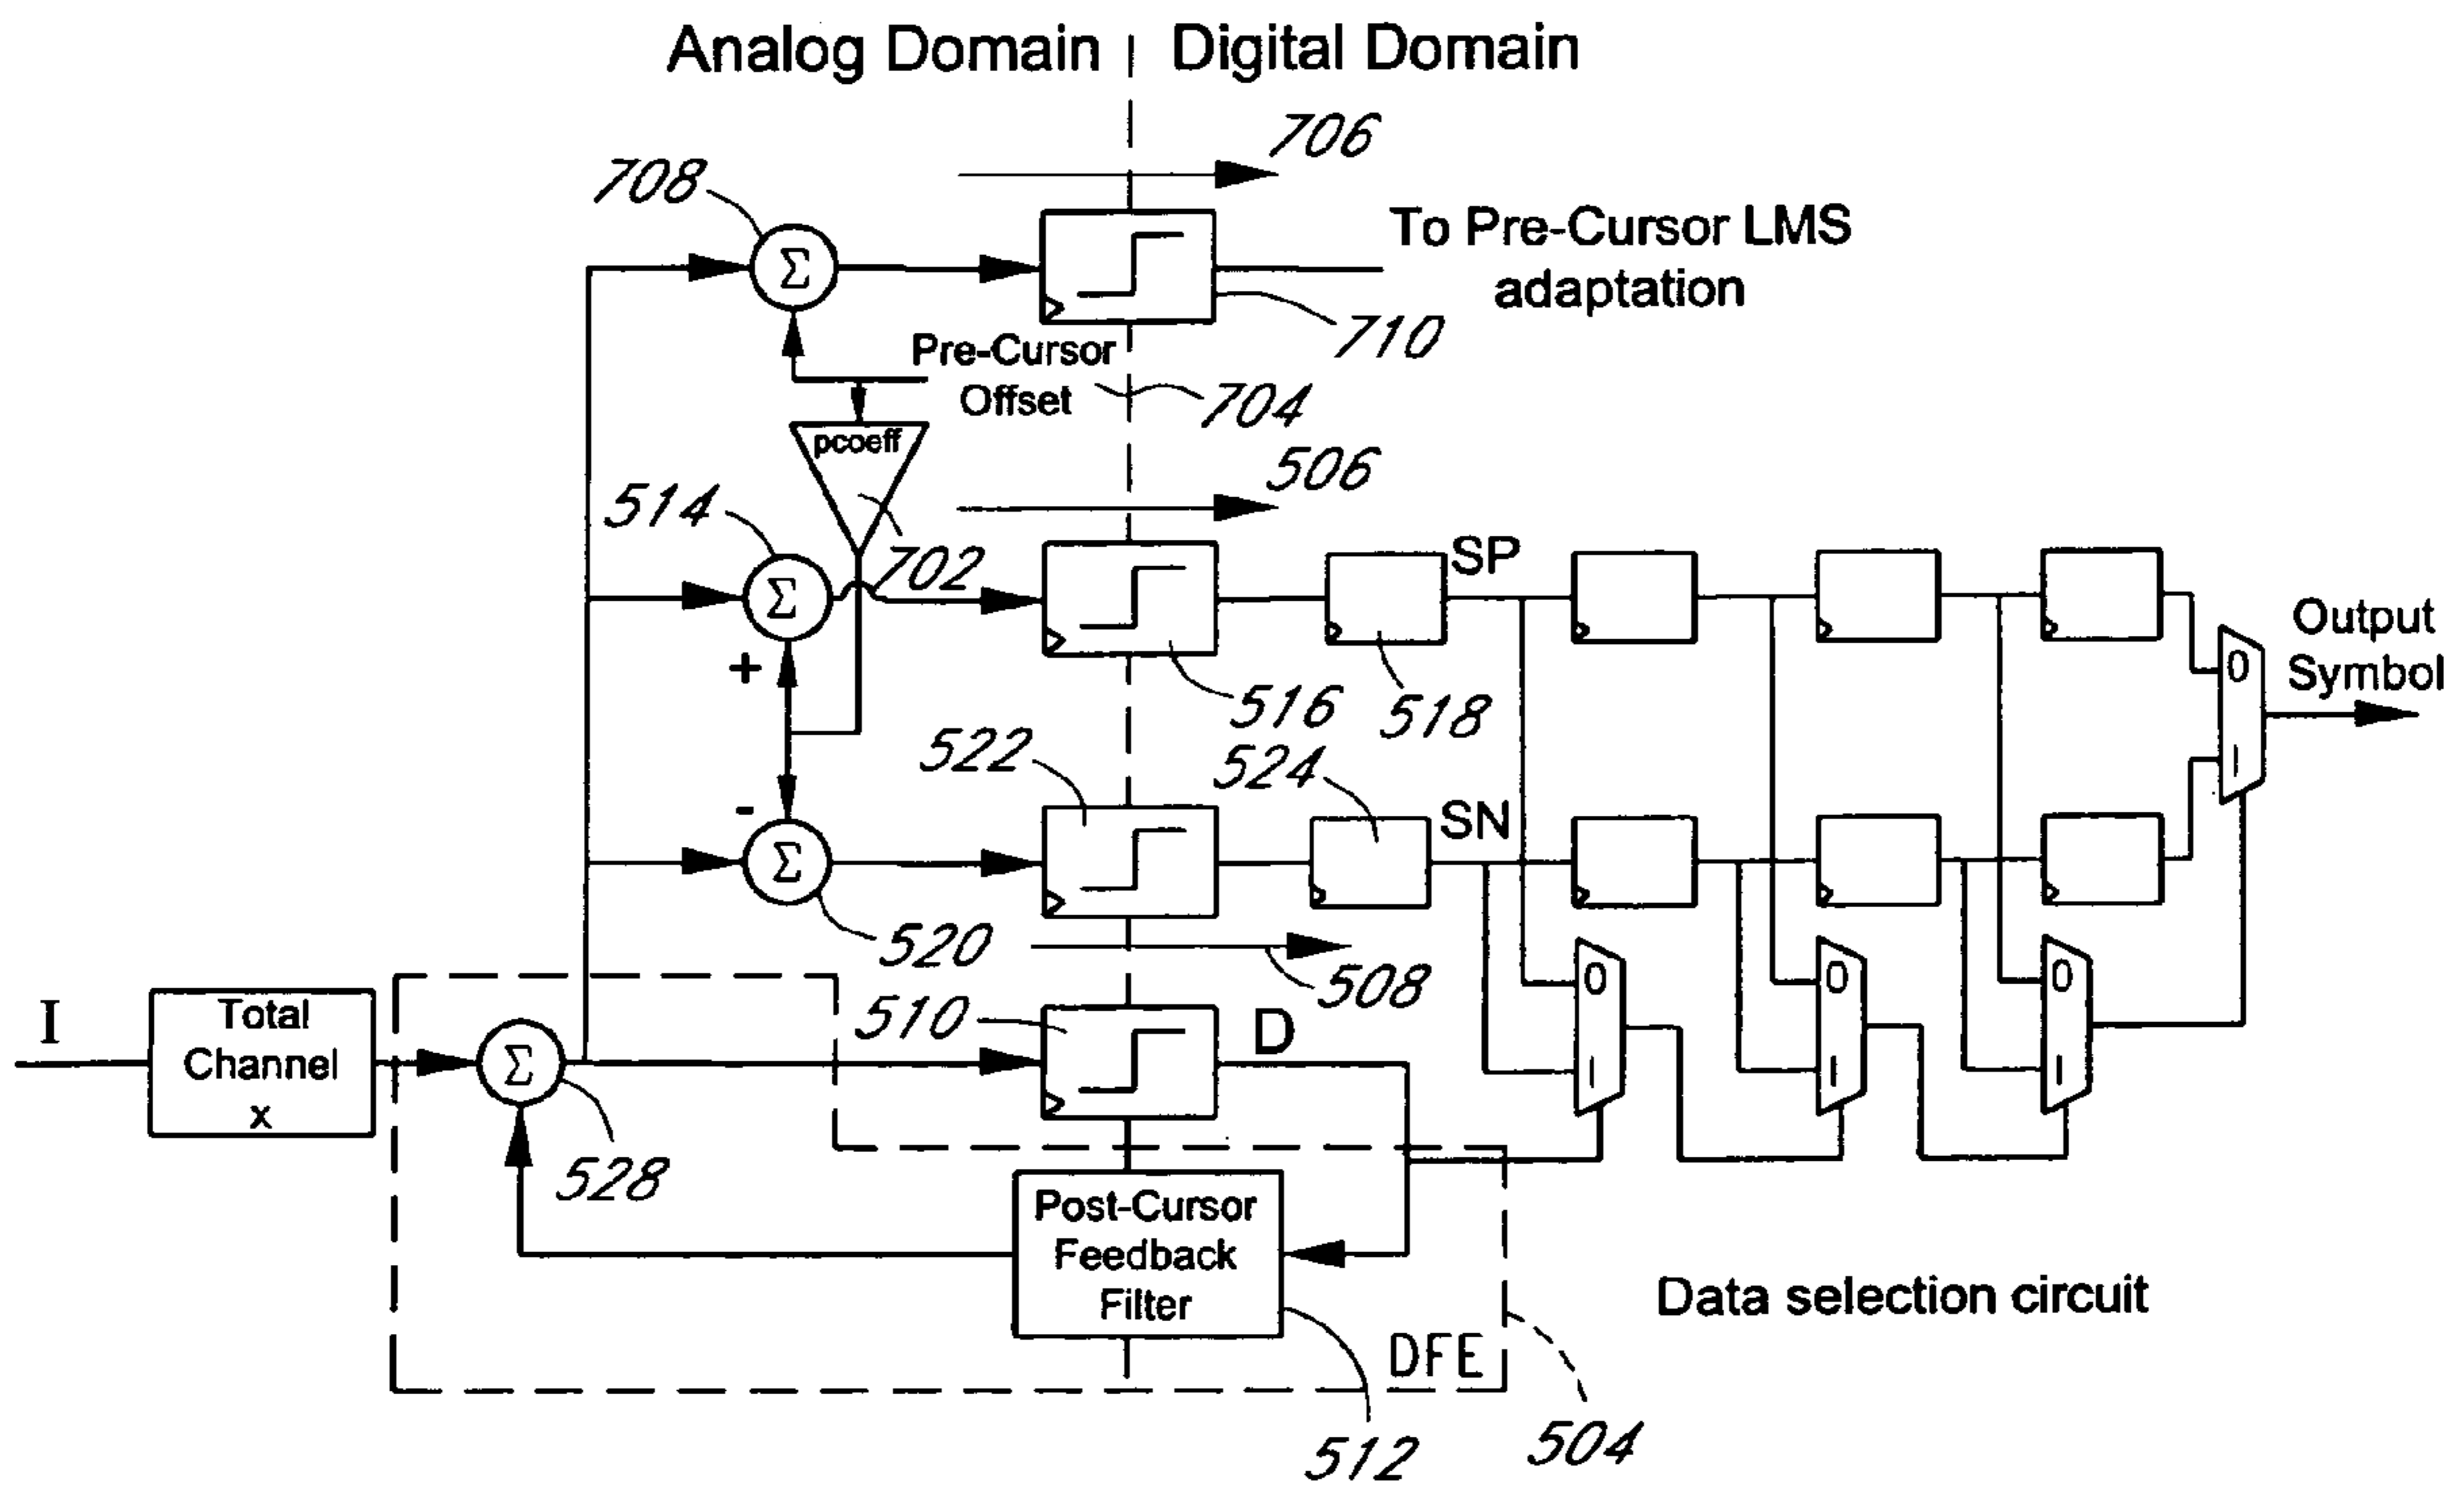 Analog Domain
Digital Domain
706
708
Σ
To Pre-Cursor LMS
adaptation
710
Pre-Cursor
Offset
704
pcoeff
506
514
702
Σ
SP
Output
Symbol
+
0
516
518
522
524
1
-
SN
Σ
520
508
0
0
0
I
Total
Channel
x
510
D
Σ
1
1
1
528
Post-Cursor
Feedback
Filter
Data selection circuit
DFE
504
512